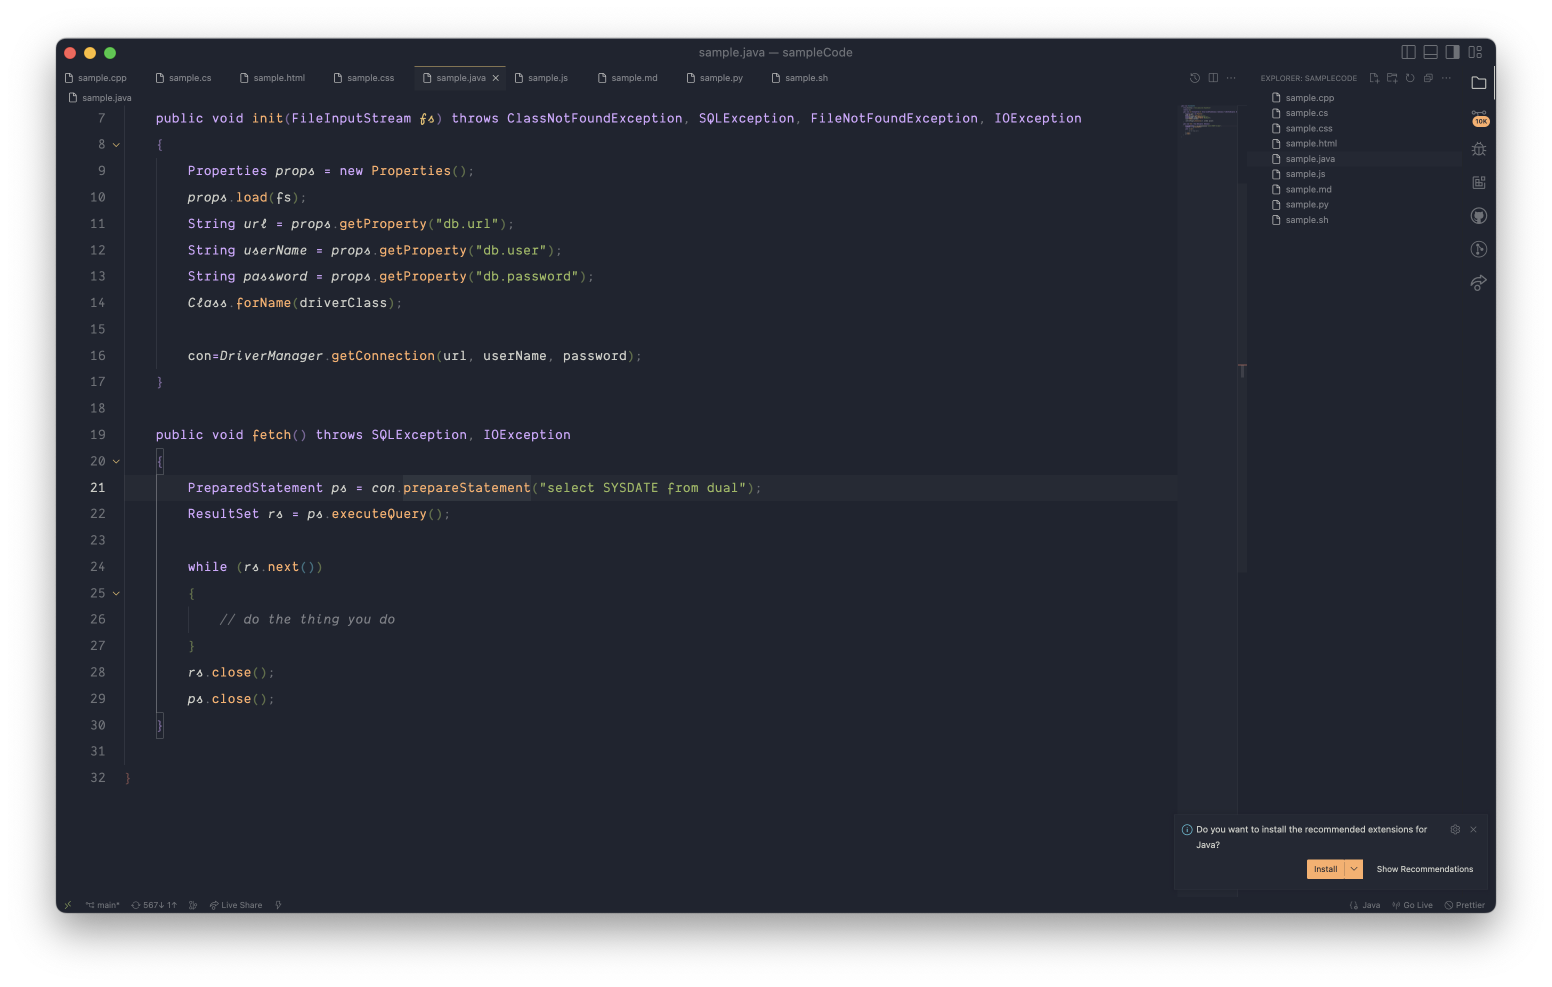 sample.java — sampleCode
sample.cpp sample.cs sample.html sample.css sample.java sample.js sample.md sample.py sample.sh
EXPLORER: SAMPLECODE
sample.java
7 public void init(FileInputStream fs) throws ClassNotFoundException, SQLException, FileNotFoundException, IOException
8 {
9 Properties props = new Properties();
10 props.load(fs);
11 String url = props.getProperty("db.url");
12 String userName = props.getProperty("db.user");
13 String password = props.getProperty("db.password");
14 Class.forName(driverClass);
15
16 con=DriverManager.getConnection(url, userName, password);
17 }
18
19 public void fetch() throws SQLException, IOException
20 {
21 PreparedStatement ps = con.prepareStatement("select SYSDATE from dual");
22 ResultSet rs = ps.executeQuery();
23
24 while (rs.next())
25 {
26 // do the thing you do
27 }
28 rs.close();
29 ps.close();
30 }
31
32 }
sample.cpp
sample.cs
sample.css
sample.html
sample.java
sample.js
sample.md
sample.py
sample.sh
10K
Do you want to install the recommended extensions for
Java?
Install
Show Recommendations
main* 567↓ 1↑ Live Share
Java Go Live Prettier